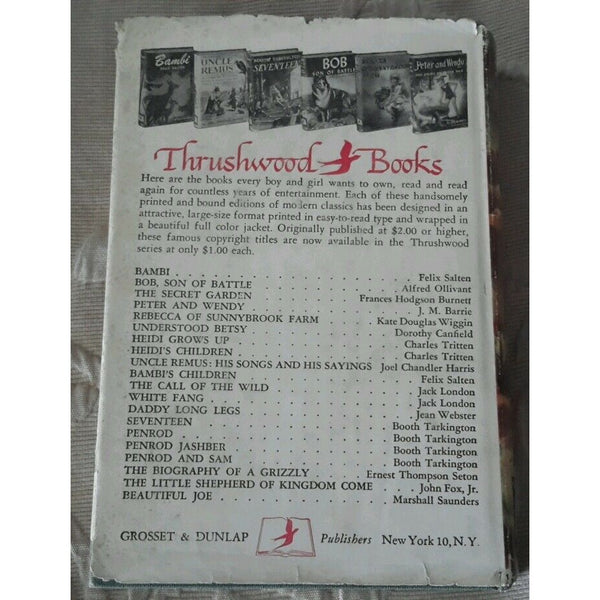 Bambi
UNCLE REMUS
BOOTH TARKINGTON'S
SEVENTEEN
BOB
SON OF BATTLE
Peter and Wendy
Thrushwood Books
Here are the books every boy and girl wants to own, read and read
again for countless years of entertainment. Each of these handsomely
printed and bound editions of modern classics has been designed in an
attractive, large-size format printed in easy-to-read type and wrapped in
a beautiful full color jacket. Originally published at $2.00 or higher,
these famous copyright titles are now available in the Thrushwood
series at only $1.00 each.
BAMBI . . . . . . . . . . . . . . . Felix Salten
BOB, SON OF BATTLE . . . . . . . . . . Alfred Ollivant
THE SECRET GARDEN . . . . . . . . Frances Hodgson Burnett
PETER AND WENDY . . . . . . . . . . . J. M. Barrie
REBECCA OF SUNNYBROOK FARM . . . . Kate Douglas Wiggin
UNDERSTOOD BETSY . . . . . . . . . . Dorothy Canfield
HEIDI GROWS UP . . . . . . . . . . . Charles Tritten
HEIDI'S CHILDREN . . . . . . . . . . . Charles Tritten
UNCLE REMUS: HIS SONGS AND HIS SAYINGS Joel Chandler Harris
BAMBI'S CHILDREN . . . . . . . . . . . Felix Salten
THE CALL OF THE WILD . . . . . . . . . . Jack London
WHITE FANG . . . . . . . . . . . . . Jack London
DADDY LONG LEGS . . . . . . . . . . . Jean Webster
SEVENTEEN . . . . . . . . . . . . . Booth Tarkington
PENROD . . . . . . . . . . . . . . Booth Tarkington
PENROD JASHBER . . . . . . . . . . . Booth Tarkington
PENROD AND SAM . . . . . . . . . . . Booth Tarkington
THE BIOGRAPHY OF A GRIZZLY . . . . Ernest Thompson Seton
THE LITTLE SHEPHERD OF KINGDOM COME . . . John Fox, Jr.
BEAUTIFUL JOE . . . . . . . . . . . Marshall Saunders
GROSSET & DUNLAP Publishers New York 10, N. Y.